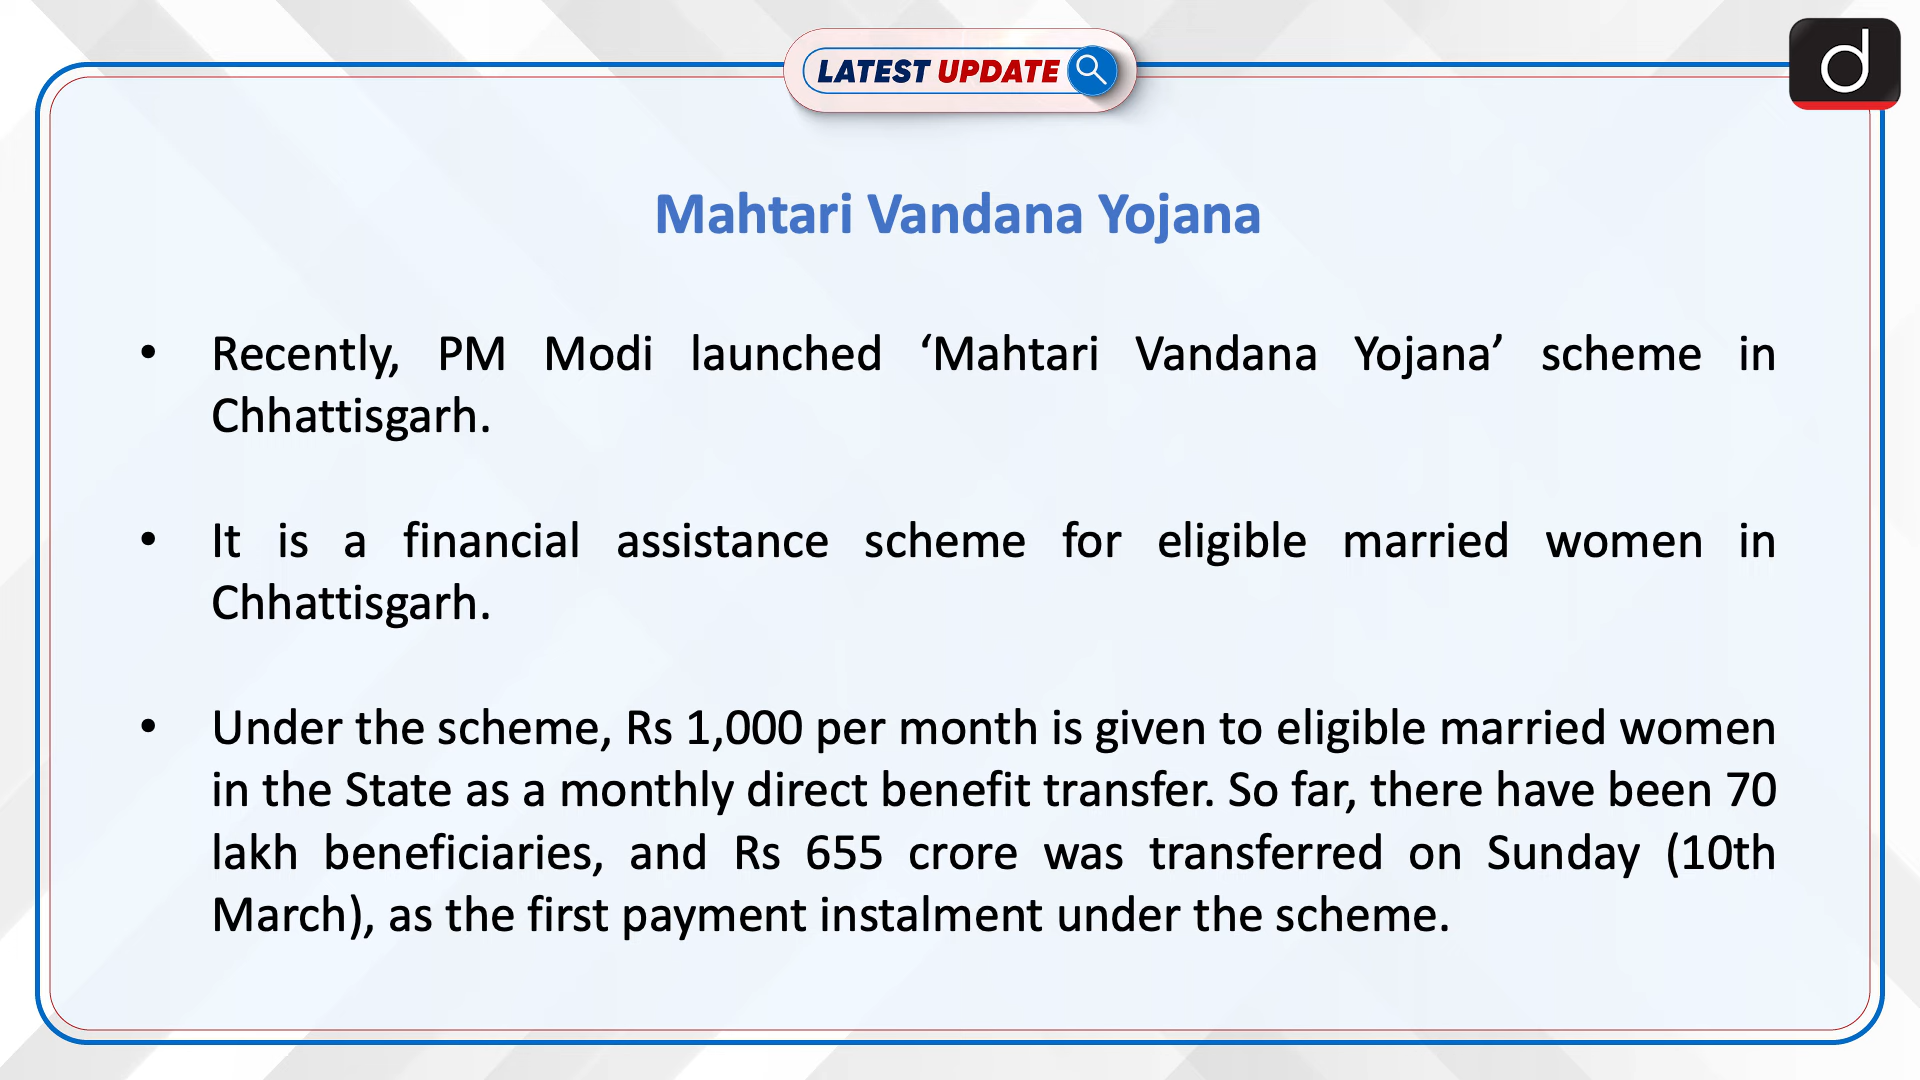 LATEST UPDATE
d
Mahtari Vandana Yojana
• Recently, PM Modi launched ‘Mahtari Vandana Yojana’ scheme in
Chhattisgarh.
• It is a financial assistance scheme for eligible married women in
Chhattisgarh.
• Under the scheme, Rs 1,000 per month is given to eligible married women
in the State as a monthly direct benefit transfer. So far, there have been 70
lakh beneficiaries, and Rs 655 crore was transferred on Sunday (10th
March), as the first payment instalment under the scheme.